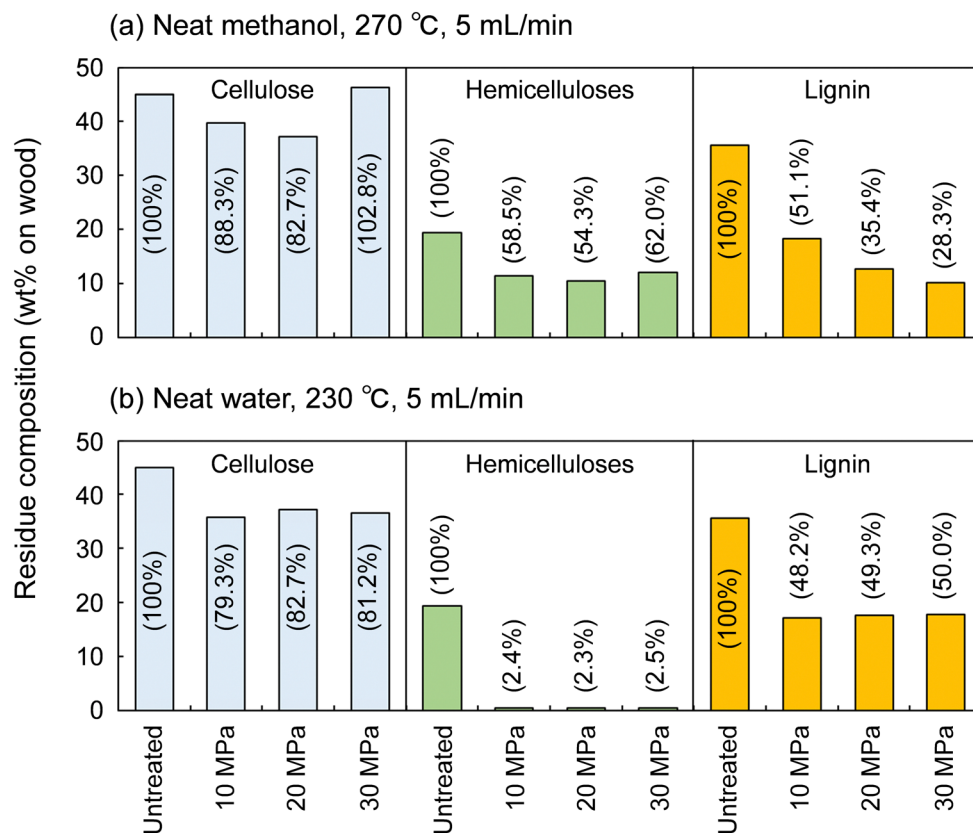 (a) Neat methanol, 270 ℃, 5 mL/min
Residue composition (wt% on wood)
50
40
30
20
10
0
Cellulose
Hemicelluloses
Lignin
(100%)
(88.3%)
(82.7%)
(102.8%)
(100%)
(58.5%)
(54.3%)
(62.0%)
(100%)
(51.1%)
(35.4%)
(28.3%)
(b) Neat water, 230 ℃, 5 mL/min
50
40
30
20
10
0
Cellulose
Hemicelluloses
Lignin
(100%)
(79.3%)
(82.7%)
(81.2%)
(100%)
(2.4%)
(2.3%)
(2.5%)
(100%)
(48.2%)
(49.3%)
(50.0%)
Untreated
10 MPa
20 MPa
30 MPa
Untreated
10 MPa
20 MPa
30 MPa
Untreated
10 MPa
20 MPa
30 MPa